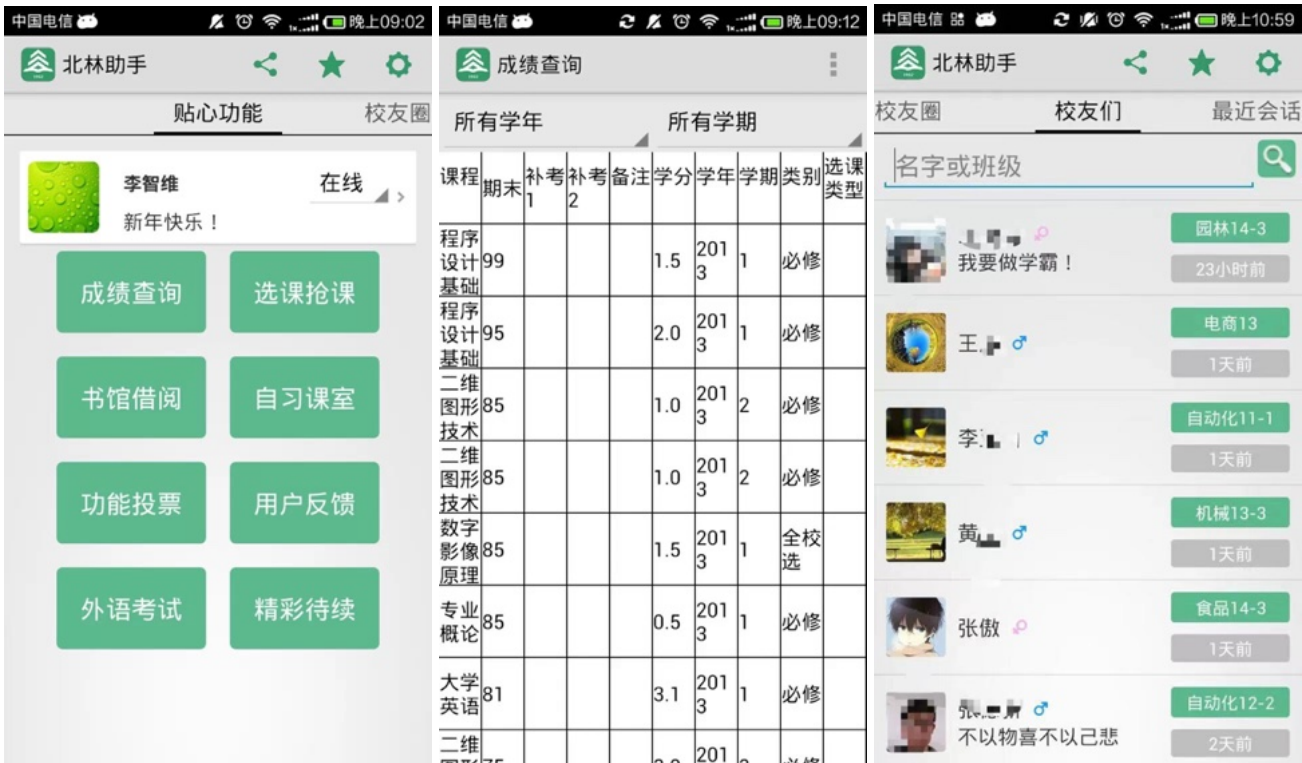 中国电信
晚上09:02
北林助手
贴心功能
校友圈
李智维
在线
新年快乐！
成绩查询
选课抢课
书馆借阅
自习课室
功能投票
用户反馈
外语考试
精彩待续
中国电信
晚上09:12
成绩查询
所有学年
所有学期
课程 期末 补考1 补考2 备注 学分 学年 学期 类别 选课类型
程序设计基础 99 1.5 2013 1 必修
程序设计基础 95 2.0 2013 1 必修
二维图形技术 85 1.0 2013 2 必修
二维图形技术 85 1.0 2013 2 必修
数字影像原理 85 1.5 2013 1 全校选
专业概论 85 0.5 2013 1 必修
大学英语 81 3.1 2013 1 必修
二维
201
中国电信
晚上10:59
北林助手
校友圈
校友们
最近会话
名字或班级
园林14-3
我要做学霸！
23小时前
王
电商13
1天前
李
自动化11-1
1天前
黄
机械13-3
1天前
张傲
食品14-3
1天前
自动化12-2
不以物喜不以己悲
2天前